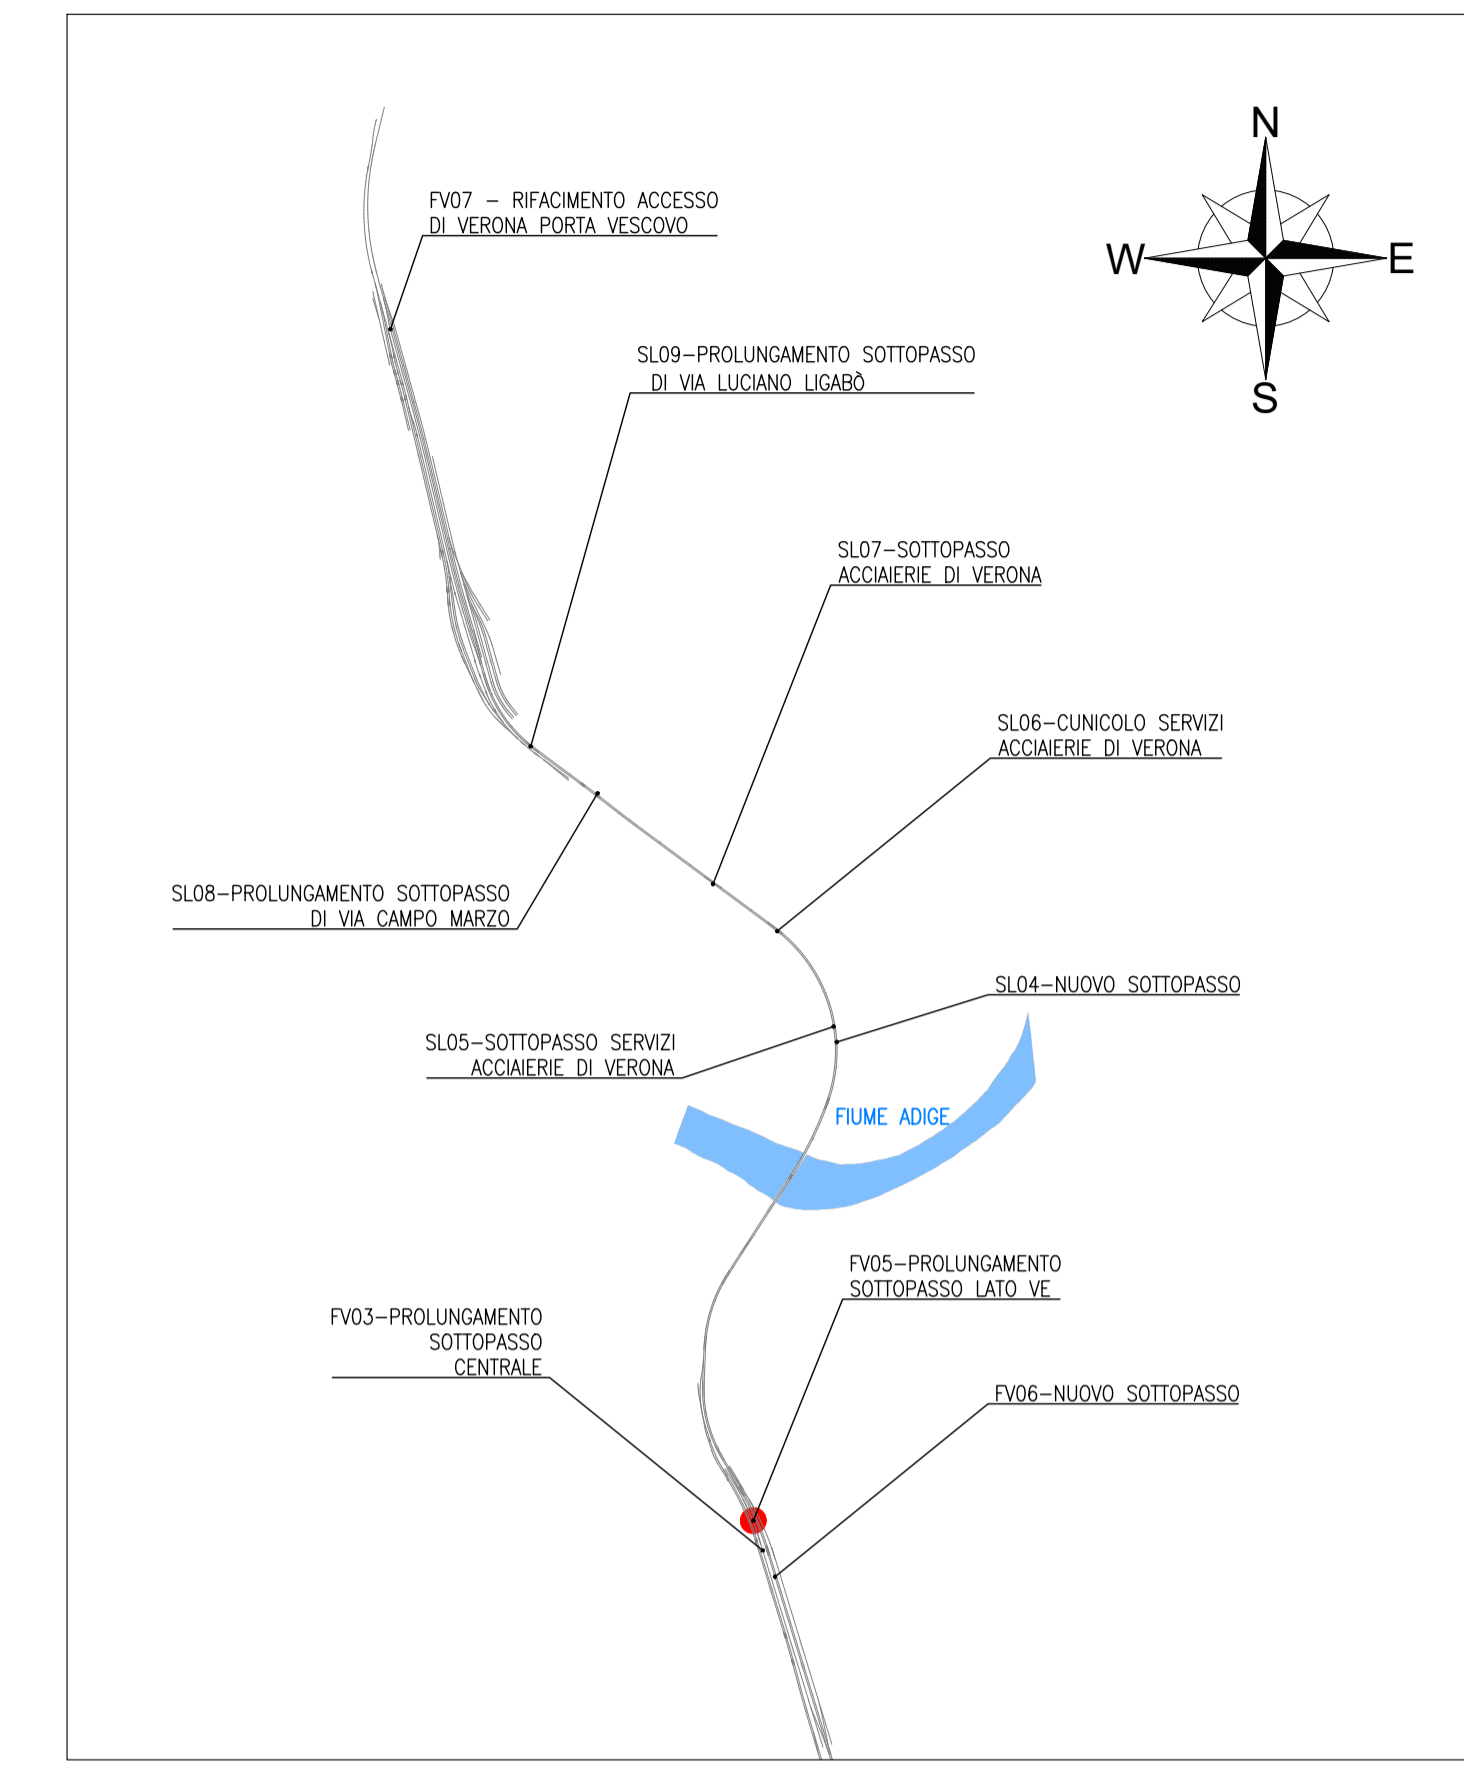 N
FV07 – RIFACIMENTO ACCESSO
DI VERONA PORTA VESCOVO
W
E
SL09–PROLUNGAMENTO SOTTOPASSO
DI VIA LUCIANO LIGABÒ
S
SL07–SOTTOPASSO
ACCIAIERIE DI VERONA
SL06–CUNICOLO SERVIZI
ACCIAIERIE DI VERONA
SL08–PROLUNGAMENTO SOTTOPASSO
DI VIA CAMPO MARZO
SL04–NUOVO SOTTOPASSO
SL05–SOTTOPASSO SERVIZI
ACCIAIERIE DI VERONA
FIUME ADIGE
FV05–PROLUNGAMENTO
SOTTOPASSO LATO VE
FV03–PROLUNGAMENTO
SOTTOPASSO
CENTRALE
FV06–NUOVO SOTTOPASSO